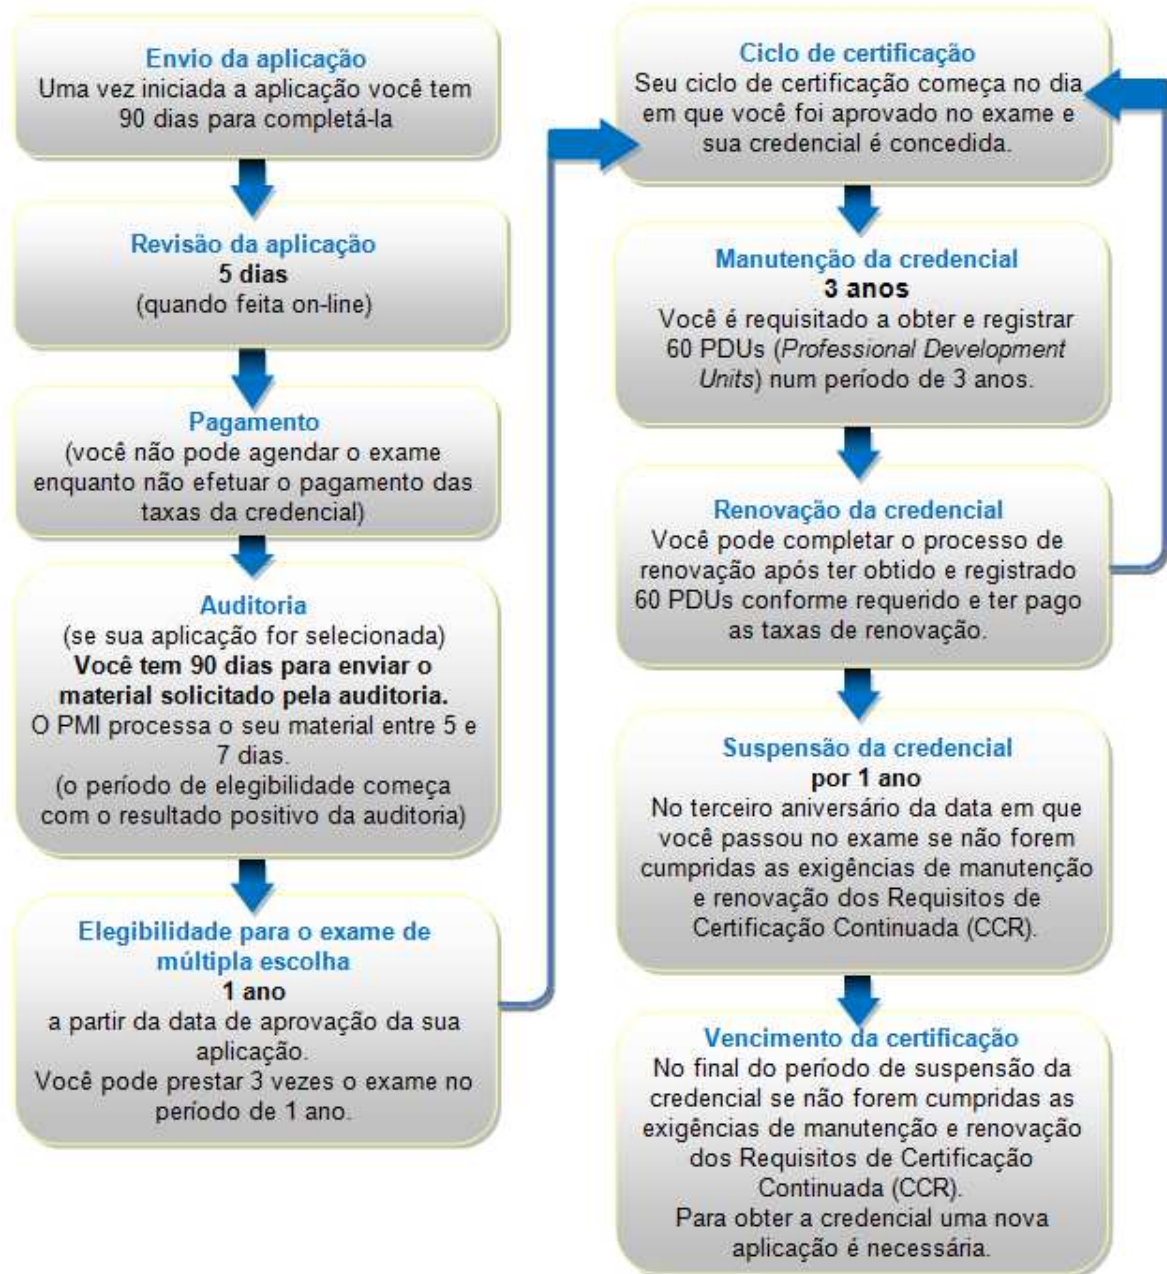 Envio da aplicação
Uma vez iniciada a aplicação você tem
90 dias para completá-la
Revisão da aplicação
5 dias
(quando feita on-line)
Pagamento
(você não pode agendar o exame
enquanto não efetuar o pagamento das
taxas da credencial)
Auditoria
(se sua aplicação for selecionada)
Você tem 90 dias para enviar o
material solicitado pela auditoria.
O PMI processa o seu material entre 5 e
7 dias.
(o período de elegibilidade começa
com o resultado positivo da auditoria)
Elegibilidade para o exame de
múltipla escolha
1 ano
a partir da data de aprovação da sua
aplicação.
Você pode prestar 3 vezes o exame no
período de 1 ano.
Ciclo de certificação
Seu ciclo de certificação começa no dia
em que você foi aprovado no exame e
sua credencial é concedida.
Manutenção da credencial
3 anos
Você é requisitado a obter e registrar
60 PDUs (Professional Development
Units) num período de 3 anos.
Renovação da credencial
Você pode completar o processo de
renovação após ter obtido e registrado
60 PDUs conforme requerido e ter pago
as taxas de renovação.
Suspensão da credencial
por 1 ano
No terceiro aniversário da data em que
você passou no exame se não forem
cumpridas as exigências de manutenção
e renovação dos Requisitos de
Certificação Continuada (CCR).
Vencimento da certificação
No final do período de suspensão da
credencial se não forem cumpridas as
exigências de manutenção e renovação
dos Requisitos de Certificação
Continuada (CCR).
Para obter a credencial uma nova
aplicação é necessária.